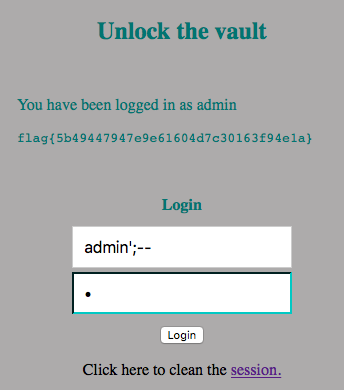 Unlock the vault
You have been logged in as admin
flag{5b49447947e9e61604d7c30163f94e1a}
Login
admin';--
•
Login
Click here to clean the session.